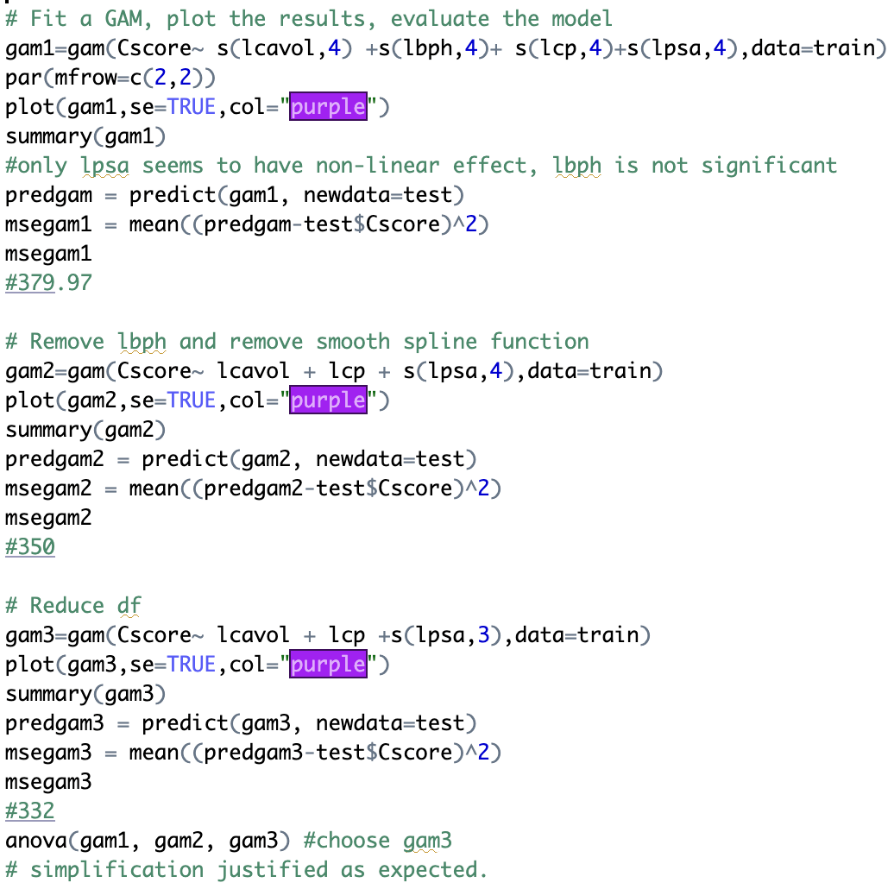 # Fit a GAM, plot the results, evaluate the model
gam1=gam(Cscore~ s(lcavol,4) +s(lbph,4)+ s(lcp,4)+s(lpsa,4),data=train)
par(mfrow=c(2,2))
plot(gam1,se=TRUE,col="purple")
summary(gam1)
#only lpsa seems to have non-linear effect, lbph is not significant
predgam = predict(gam1, newdata=test)
msegam1 = mean((predgam-test$Cscore)^2)
msegam1
#379.97

# Remove lbph and remove smooth spline function
gam2=gam(Cscore~ lcavol + lcp + s(lpsa,4),data=train)
plot(gam2,se=TRUE,col="purple")
summary(gam2)
predgam2 = predict(gam2, newdata=test)
msegam2 = mean((predgam2-test$Cscore)^2)
msegam2
#350

# Reduce df
gam3=gam(Cscore~ lcavol + lcp +s(lpsa,3),data=train)
plot(gam3,se=TRUE,col="purple")
summary(gam3)
predgam3 = predict(gam3, newdata=test)
msegam3 = mean((predgam3-test$Cscore)^2)
msegam3
#332
anova(gam1, gam2, gam3) #choose gam3
# simplification justified as expected.